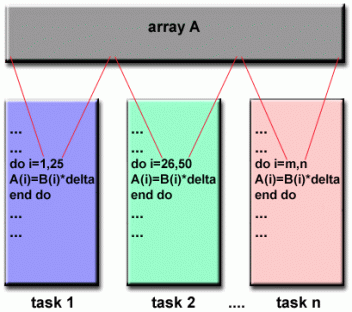 array A
...
...
do i=1,25
A(i)=B(i)*delta
end do
...
...
...
...
do i=26,50
A(i)=B(i)*delta
end do
...
...
...
...
do i=m,n
A(i)=B(i)*delta
end do
...
...
task 1 task 2 .... task n